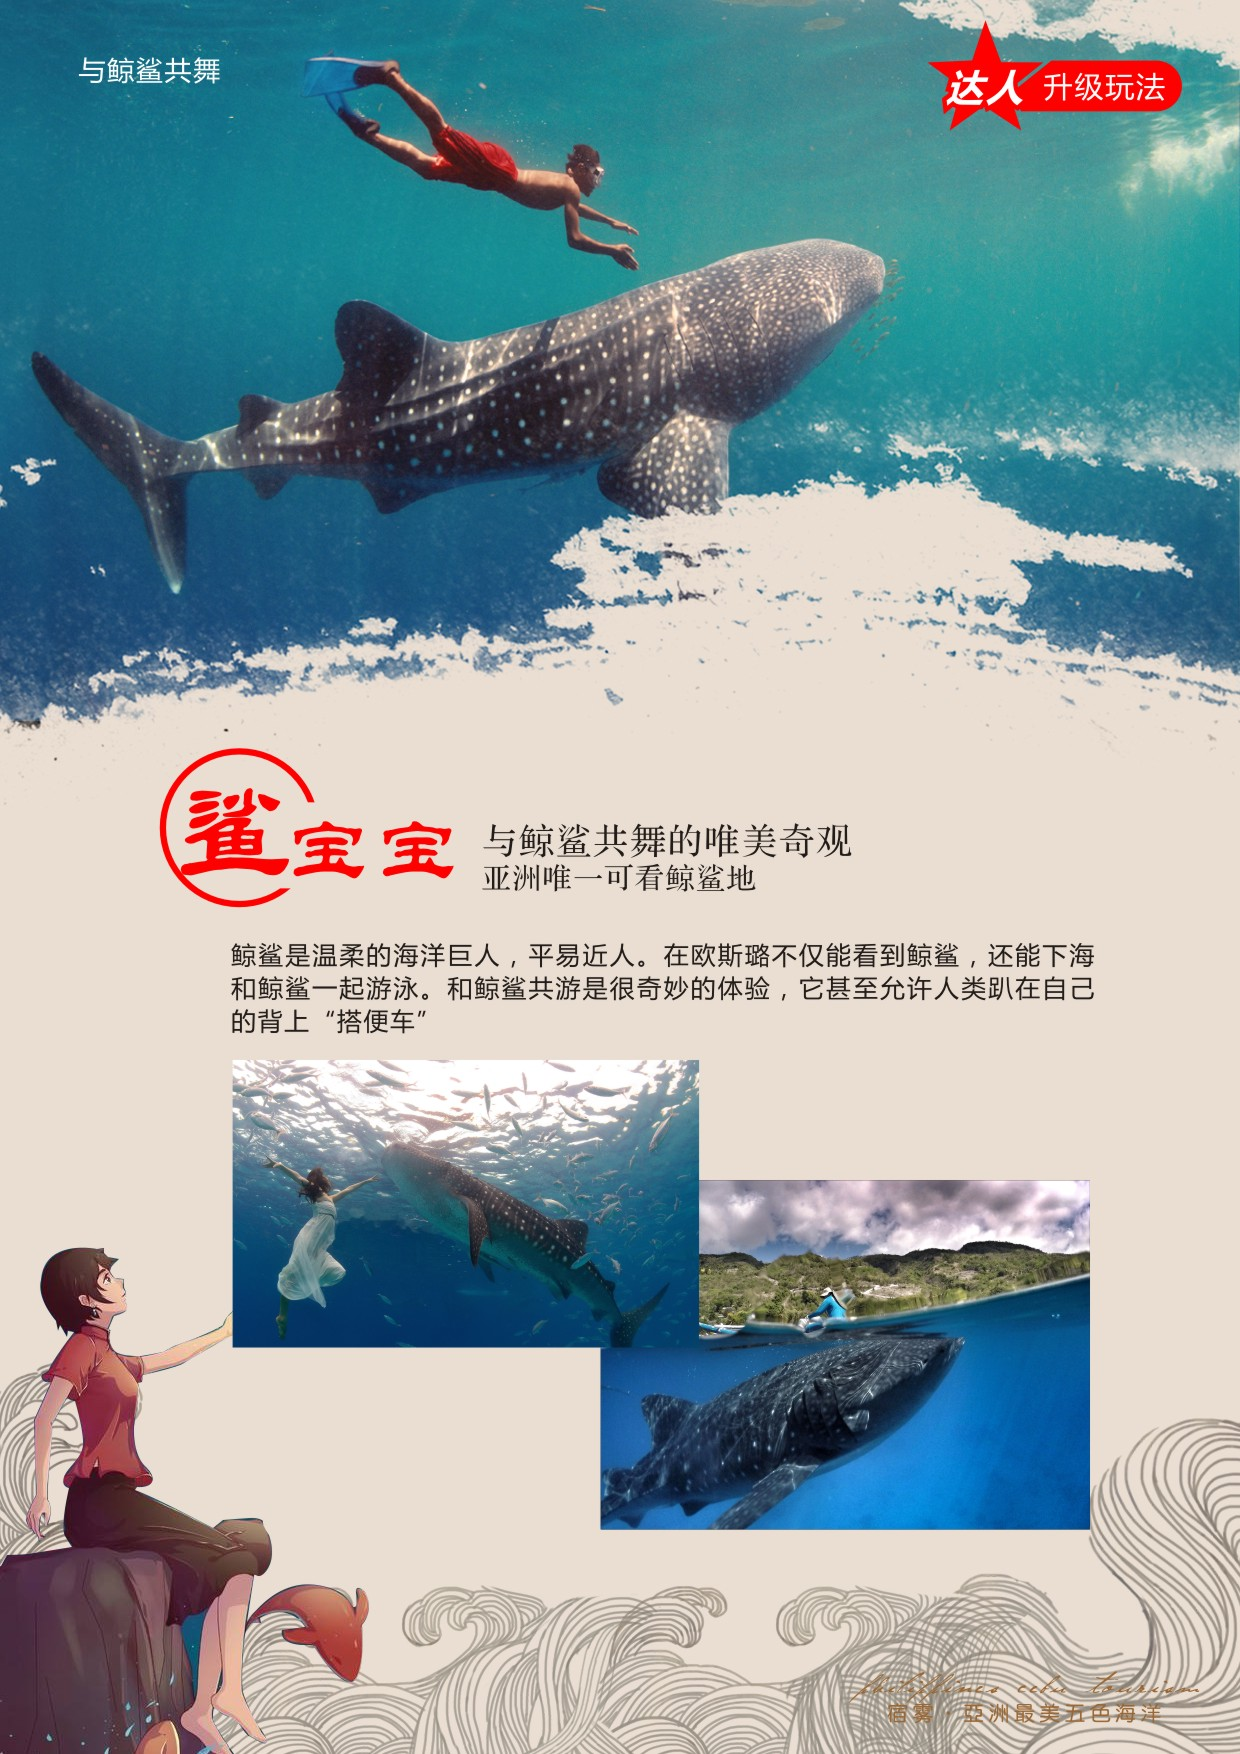 与鲸鲨共舞
达人 升级玩法
鲨宝宝
与鲸鲨共舞的唯美奇观
亚洲唯一可看鲸鲨地
鲸鲨是温柔的海洋巨人，平易近人。在欧斯璐不仅能看到鲸鲨，还能下海
和鲸鲨一起游泳。和鲸鲨共游是很奇妙的体验，它甚至允许人类趴在自己
的背上“搭便车”
philippines cebu tourism
宿雾·亞洲最美五色海洋